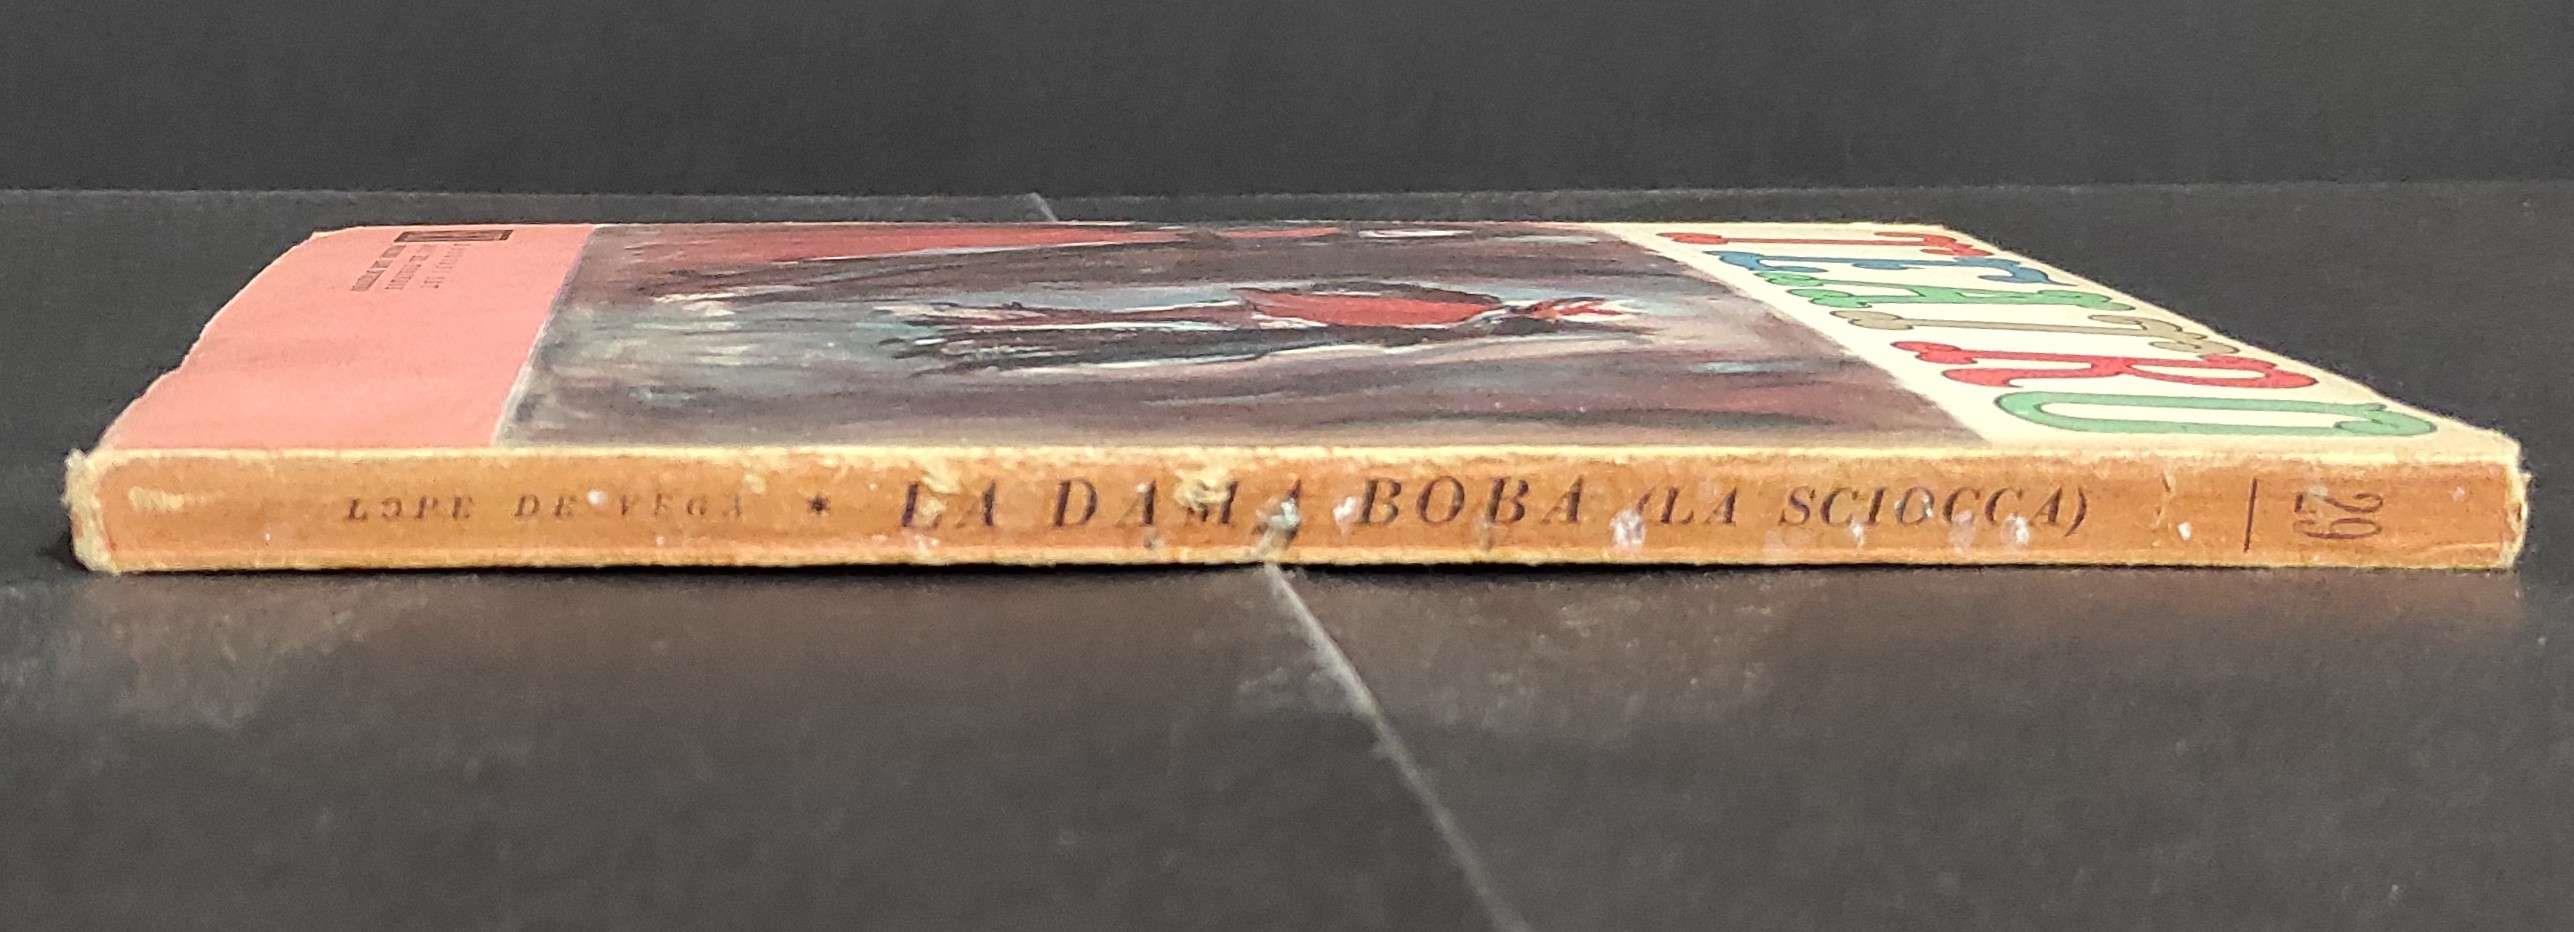 TEATRO
LOPE DE VEGA * LA DAMA BOBA (LA SCIOCCA)
29